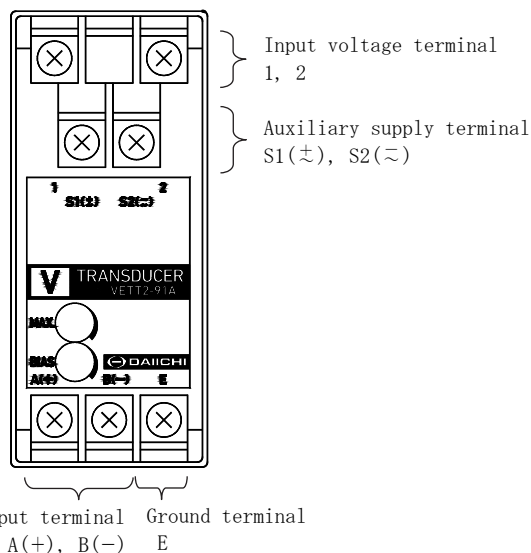 Input voltage terminal
1, 2
Auxiliary supply terminal
S1(±∼), S2(∓∼)
1 2
S1(±) S2(=)
V TRANSDUCER
VETT2-91A
MAX.
BIAS DAIICHI
A(+) B(−) E
put terminal Ground terminal
A(+), B(−) E